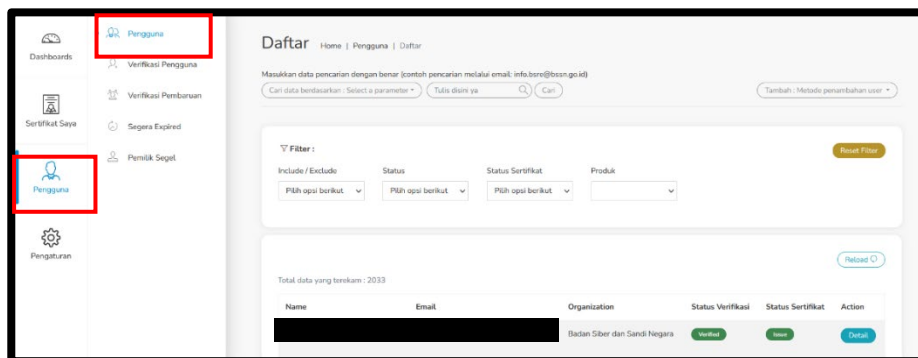 Dashboards
Sertifikat Saya
Pengguna
Pengaturan
Pengguna
Verifikasi Pengguna
Verifikasi Pembaruan
Segera Expired
Pemilik Segel
Daftar Home | Pengguna | Daftar
Masukkan data pencarian dengan benar (contoh pencarian melalui email: info.bsre@bssn.go.id)
Cari data berdasarkan : Select a parameter Tulis disini ya Cari Tambah : Metode penambahan user
Filter : Reset Filter
Include / Exclude Status Status Sertifikat Produk
Pilih opsi berikut Pilih opsi berikut Pilih opsi berikut
Reload
Total data yang terekam : 2033
Name Email Organization Status Verifikasi Status Sertifikat Action
Badan Siber dan Sandi Negara Verified Issue Detail